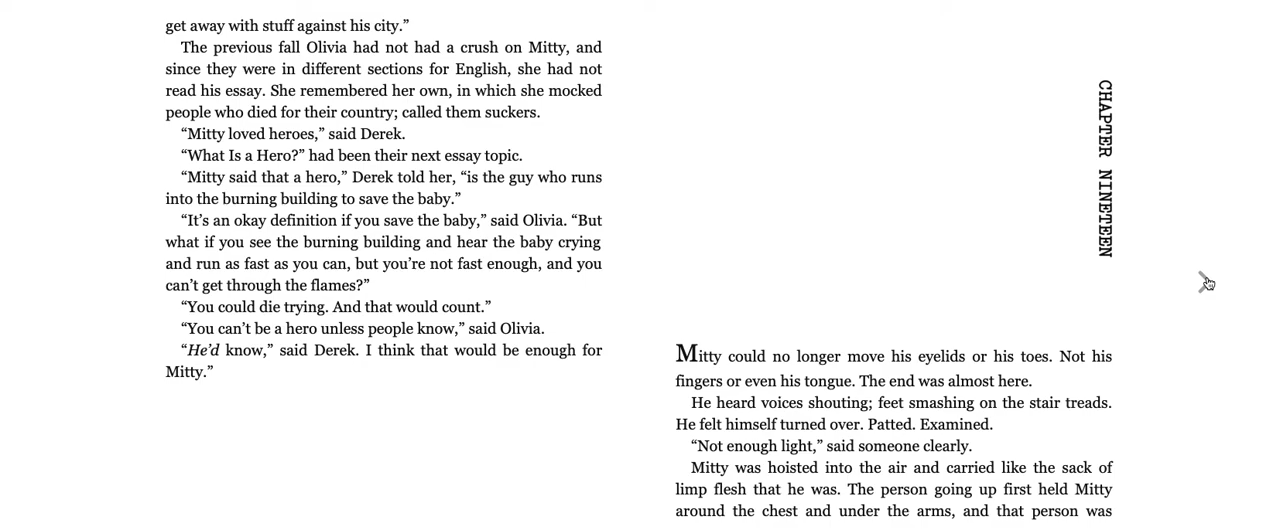 get away with stuff against his city.”
The previous fall Olivia had not had a crush on Mitty, and
since they were in different sections for English, she had not
read his essay. She remembered her own, in which she mocked
people who died for their country; called them suckers.
“Mitty loved heroes,” said Derek.
“What Is a Hero?” had been their next essay topic.
“Mitty said that a hero,” Derek told her, “is the guy who runs
into the burning building to save the baby.”
“It’s an okay definition if you save the baby,” said Olivia. “But
what if you see the burning building and hear the baby crying
and run as fast as you can, but you’re not fast enough, and you
can’t get through the flames?”
“You could die trying. And that would count.”
“You can’t be a hero unless people know,” said Olivia.
“He’d know,” said Derek. I think that would be enough for
Mitty.”
CHAPTER NINETEEN
Mitty could no longer move his eyelids or his toes. Not his
fingers or even his tongue. The end was almost here.
He heard voices shouting; feet smashing on the stair treads.
He felt himself turned over. Patted. Examined.
“Not enough light,” said someone clearly.
Mitty was hoisted into the air and carried like the sack of
limp flesh that he was. The person going up first held Mitty
around the chest and under the arms, and that person was